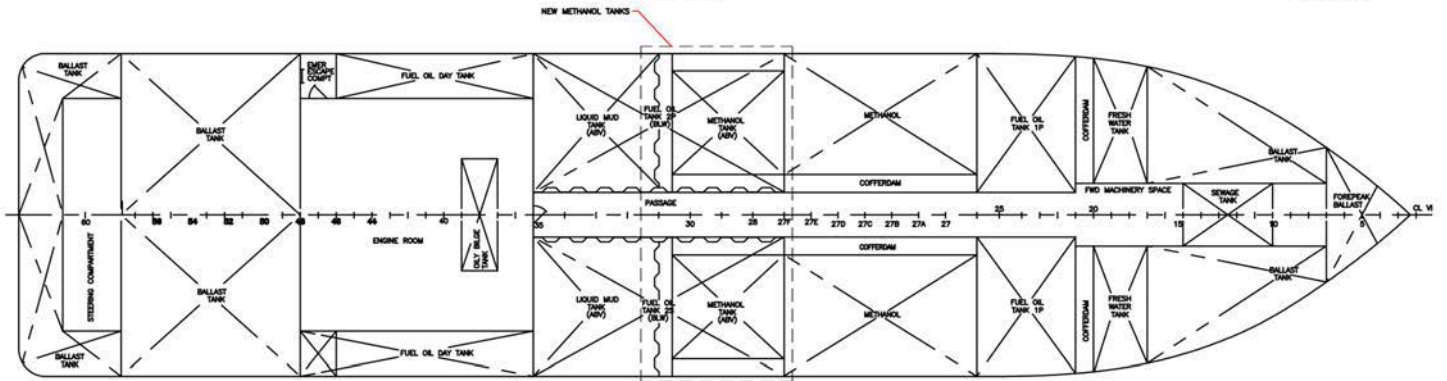 NEW METHANOL TANKS
BALLAST
TANK
EMER
ESCAPE
COMPT
FUEL OIL DAY TANK
BALLAST
TANK
LIQUID MUD
TANK
(ABV)
FUEL OIL
TANK 2P
(BLW)
METHANOL
TANK
(ABV)
METHANOL
FUEL OIL
TANK 1P
COFFERDAM
FRESH
WATER
TANK
BALLAST
TANK
COFFERDAM
FWD MACHINERY SPACE
PASSAGE
SEWAGE
TANK
FOREPEAK
BALLAST
60 56 54 52 50 48 46 44 40 35 30 28 27F 27E 27D 27C 27B 27A 27 25 20 15 10 5
CL VI
STEERING COMPARTMENT
ENGINE ROOM
OILY BILGE
TANK
COFFERDAM
BALLAST
TANK
LIQUID MUD
TANK
(ABV)
FUEL OIL
TANK 2S
(BLW)
METHANOL
TANK
(ABV)
METHANOL
FUEL OIL
TANK 1P
COFFERDAM
FRESH
WATER
TANK
BALLAST
TANK
BALLAST
TANK
FUEL OIL DAY TANK